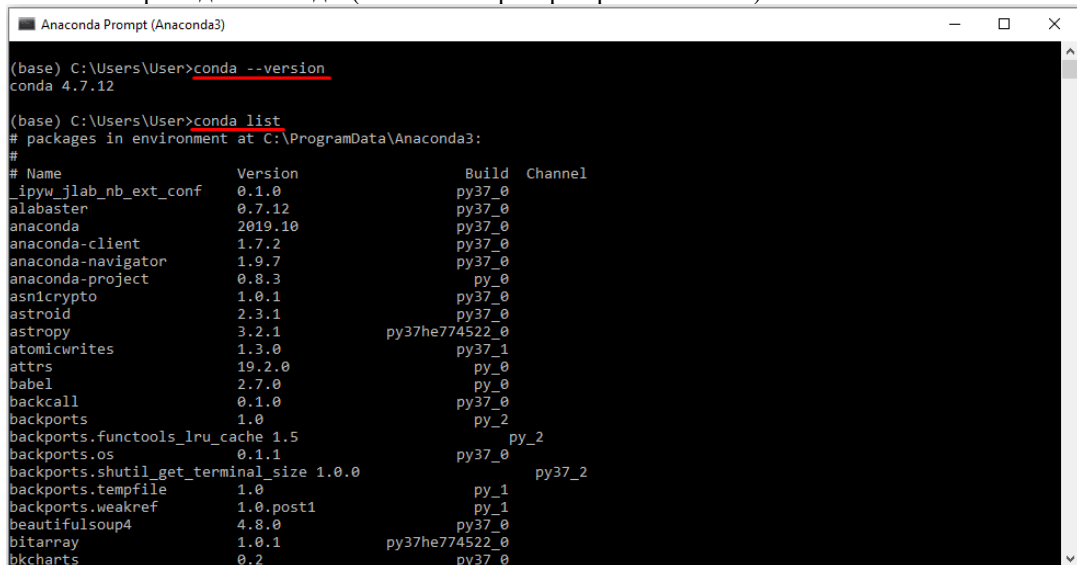 Anaconda Prompt (Anaconda3)
(base) C:\Users\User>conda --version
conda 4.7.12
(base) C:\Users\User>conda list
# packages in environment at C:\ProgramData\Anaconda3:
#
# Name                    Version                   Build  Channel
_ipyw_jlab_nb_ext_conf    0.1.0                    py37_0
alabaster                 0.7.12                   py37_0
anaconda                  2019.10                  py37_0
anaconda-client           1.7.2                    py37_0
anaconda-navigator        1.9.7                    py37_0
anaconda-project          0.8.3                      py_0
asn1crypto                1.0.1                    py37_0
astroid                   2.3.1                    py37_0
astropy                   3.2.1            py37he774522_0
atomicwrites              1.3.0                    py37_1
attrs                     19.2.0                     py_0
babel                     2.7.0                      py_0
backcall                  0.1.0                    py37_0
backports                 1.0                        py_2
backports.functools_lru_cache 1.5                        py_2
backports.os              0.1.1                    py37_0
backports.shutil_get_terminal_size 1.0.0                    py37_2
backports.tempfile        1.0                        py_1
backports.weakref         1.0.post1                  py_1
beautifulsoup4            4.8.0                    py37_0
bitarray                  1.0.1            py37he774522_0
bkcharts                  0.2                      py37_0